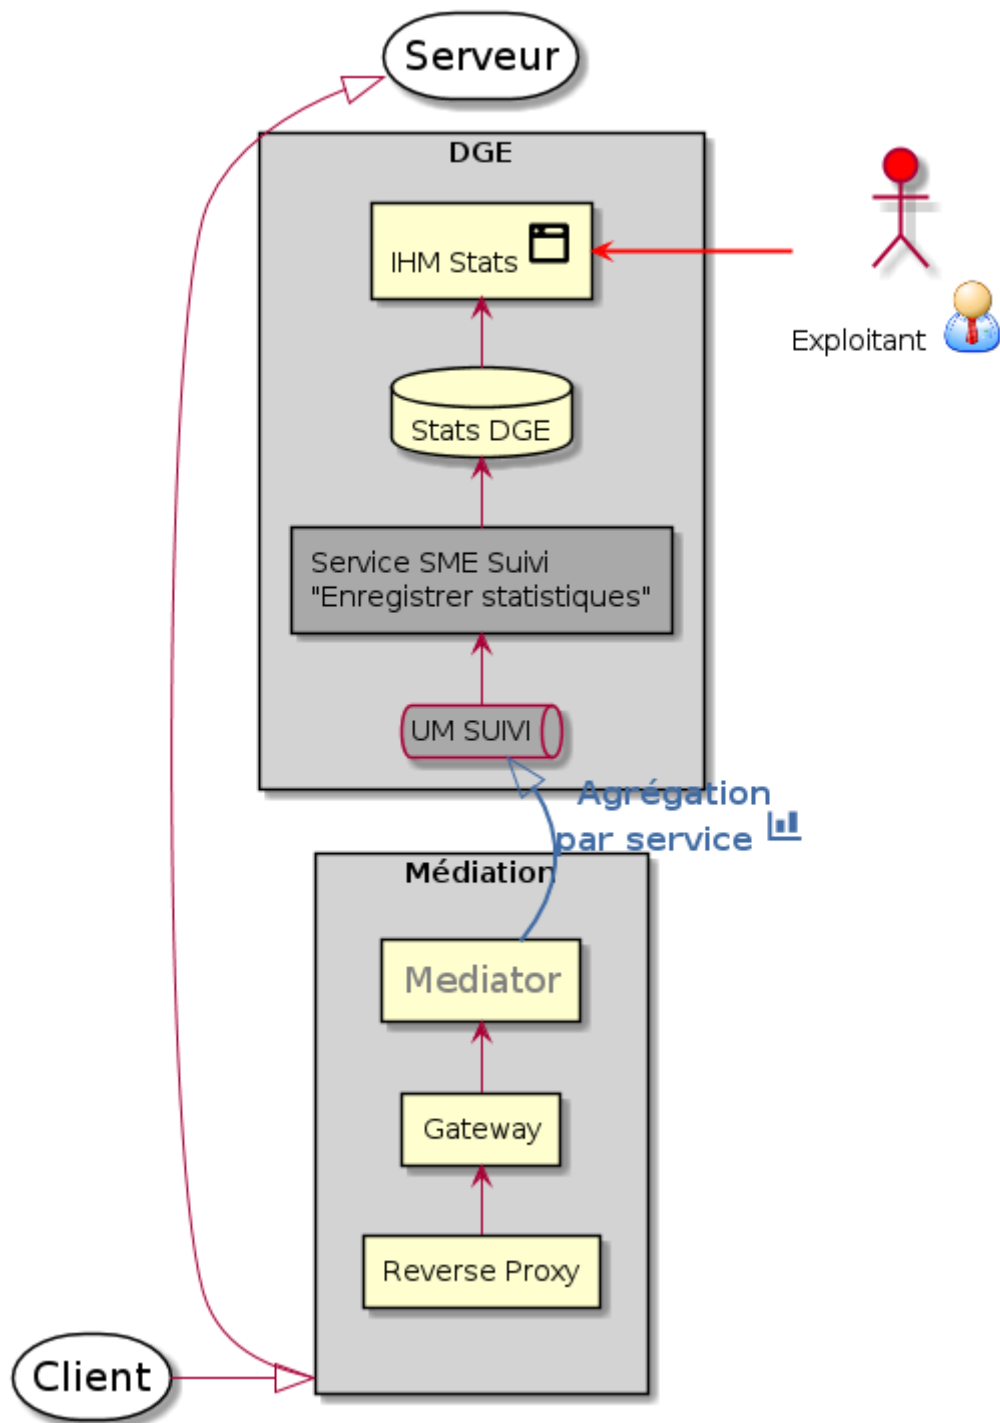 Serveur
DGE
IHM Stats
Exploitant
Stats DGE
Service SME Suivi
"Enregistrer statistiques"
UM SUIVI
Agrégation
par service
Médiation
Mediator
Gateway
Reverse Proxy
Client